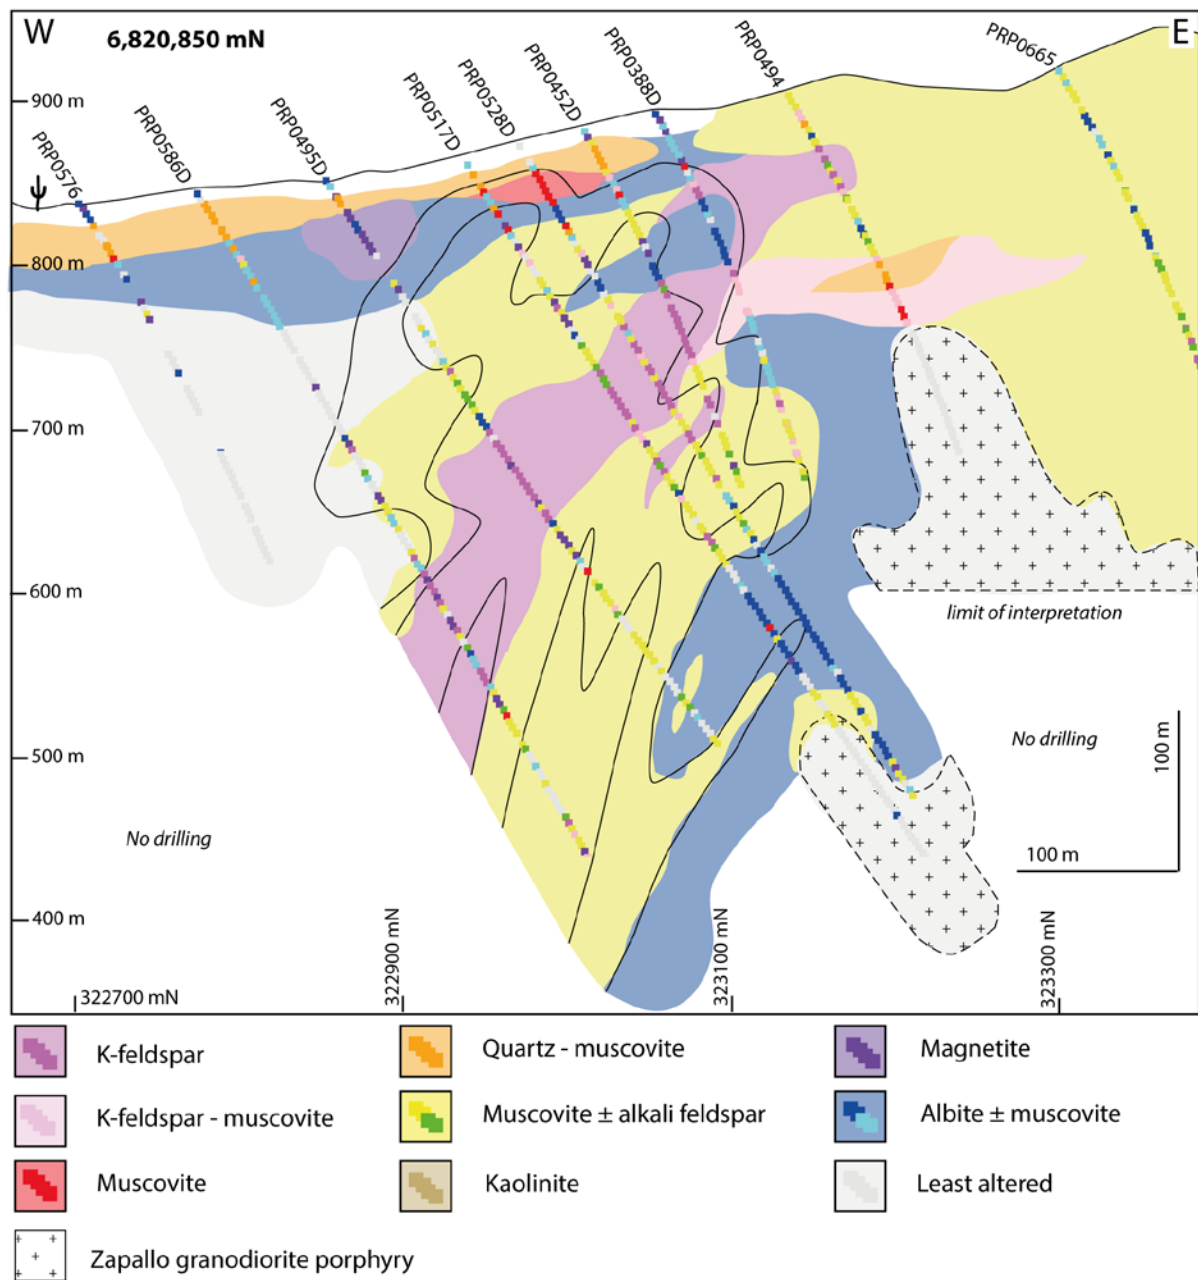 W
6,820,850 mN
E
PRP0576
PRP0586D
PRP0495D
PRP0517D
PRP0528D
PRP0452D
PRP0388D
PRP0494
PRP0665
900 m
800 m
700 m
600 m
500 m
400 m
limit of interpretation
No drilling
No drilling
100 m
100 m
322700 mN
322900 mN
323100 mN
323300 mN
K-feldspar
Quartz - muscovite
Magnetite
K-feldspar - muscovite
Muscovite ± alkali feldspar
Albite ± muscovite
Muscovite
Kaolinite
Least altered
Zapallo granodiorite porphyry